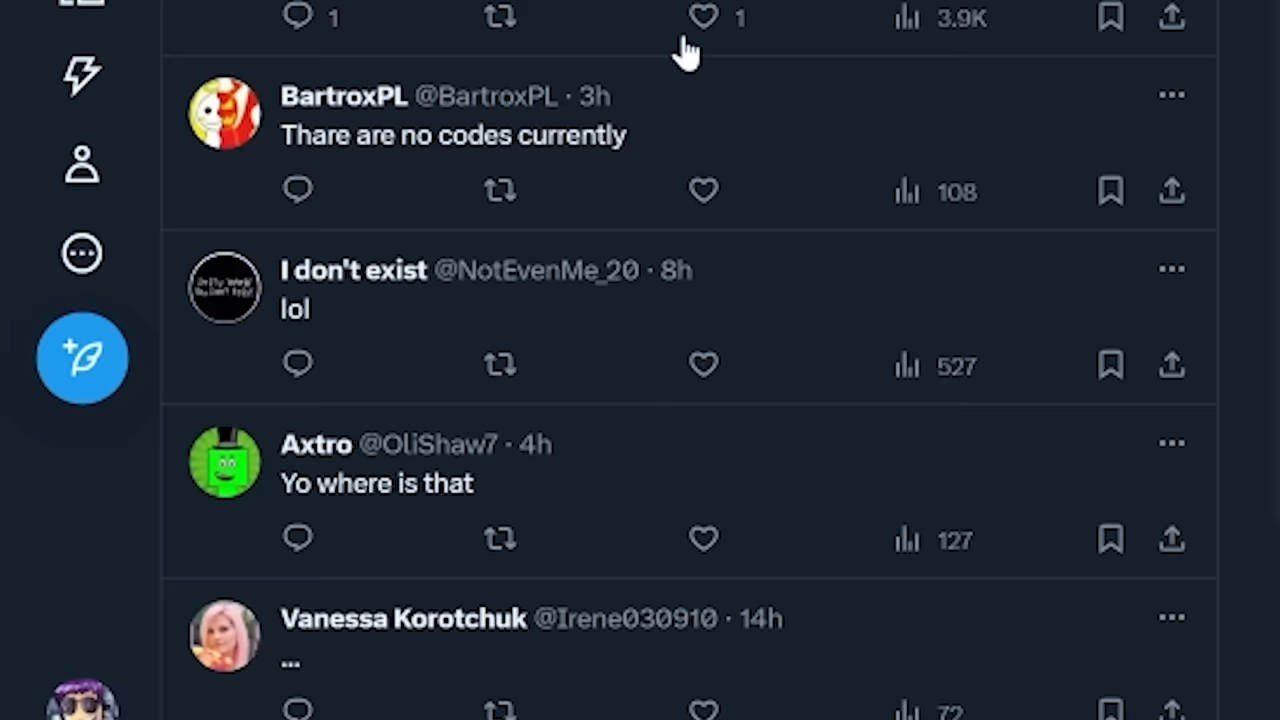 1 1 3.9K
BartroxPL @BartroxPL · 3h
Thare are no codes currently
108
I don't exist @NotEvenMe_20 · 8h
lol
527
Axtro @OliShaw7 · 4h
Yo where is that
127
Vanessa Korotchuk @Irene030910 · 14h
...
72